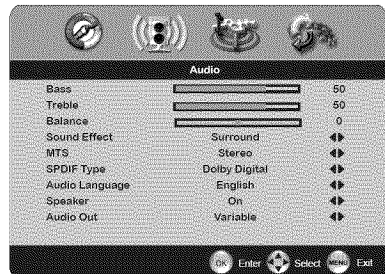 Audio
Bass 50
Treble 50
Balance 0
Sound Effect Surround
MTS Stereo
SPDIF Type Dolby Digital
Audio Language English
Speaker On
Audio Out Variable
OK Enter Select MENU Exit